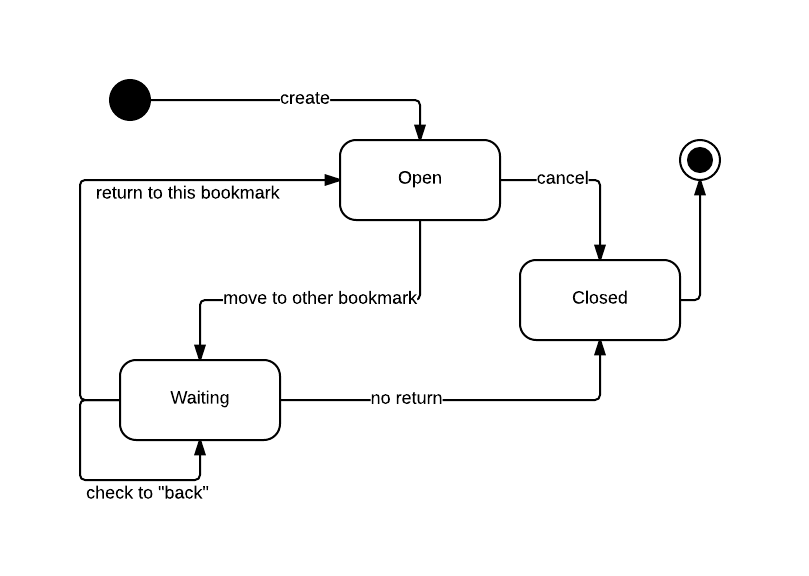 create
Open
cancel
return to this bookmark
move to other bookmark
Closed
Waiting
no return
check to "back"